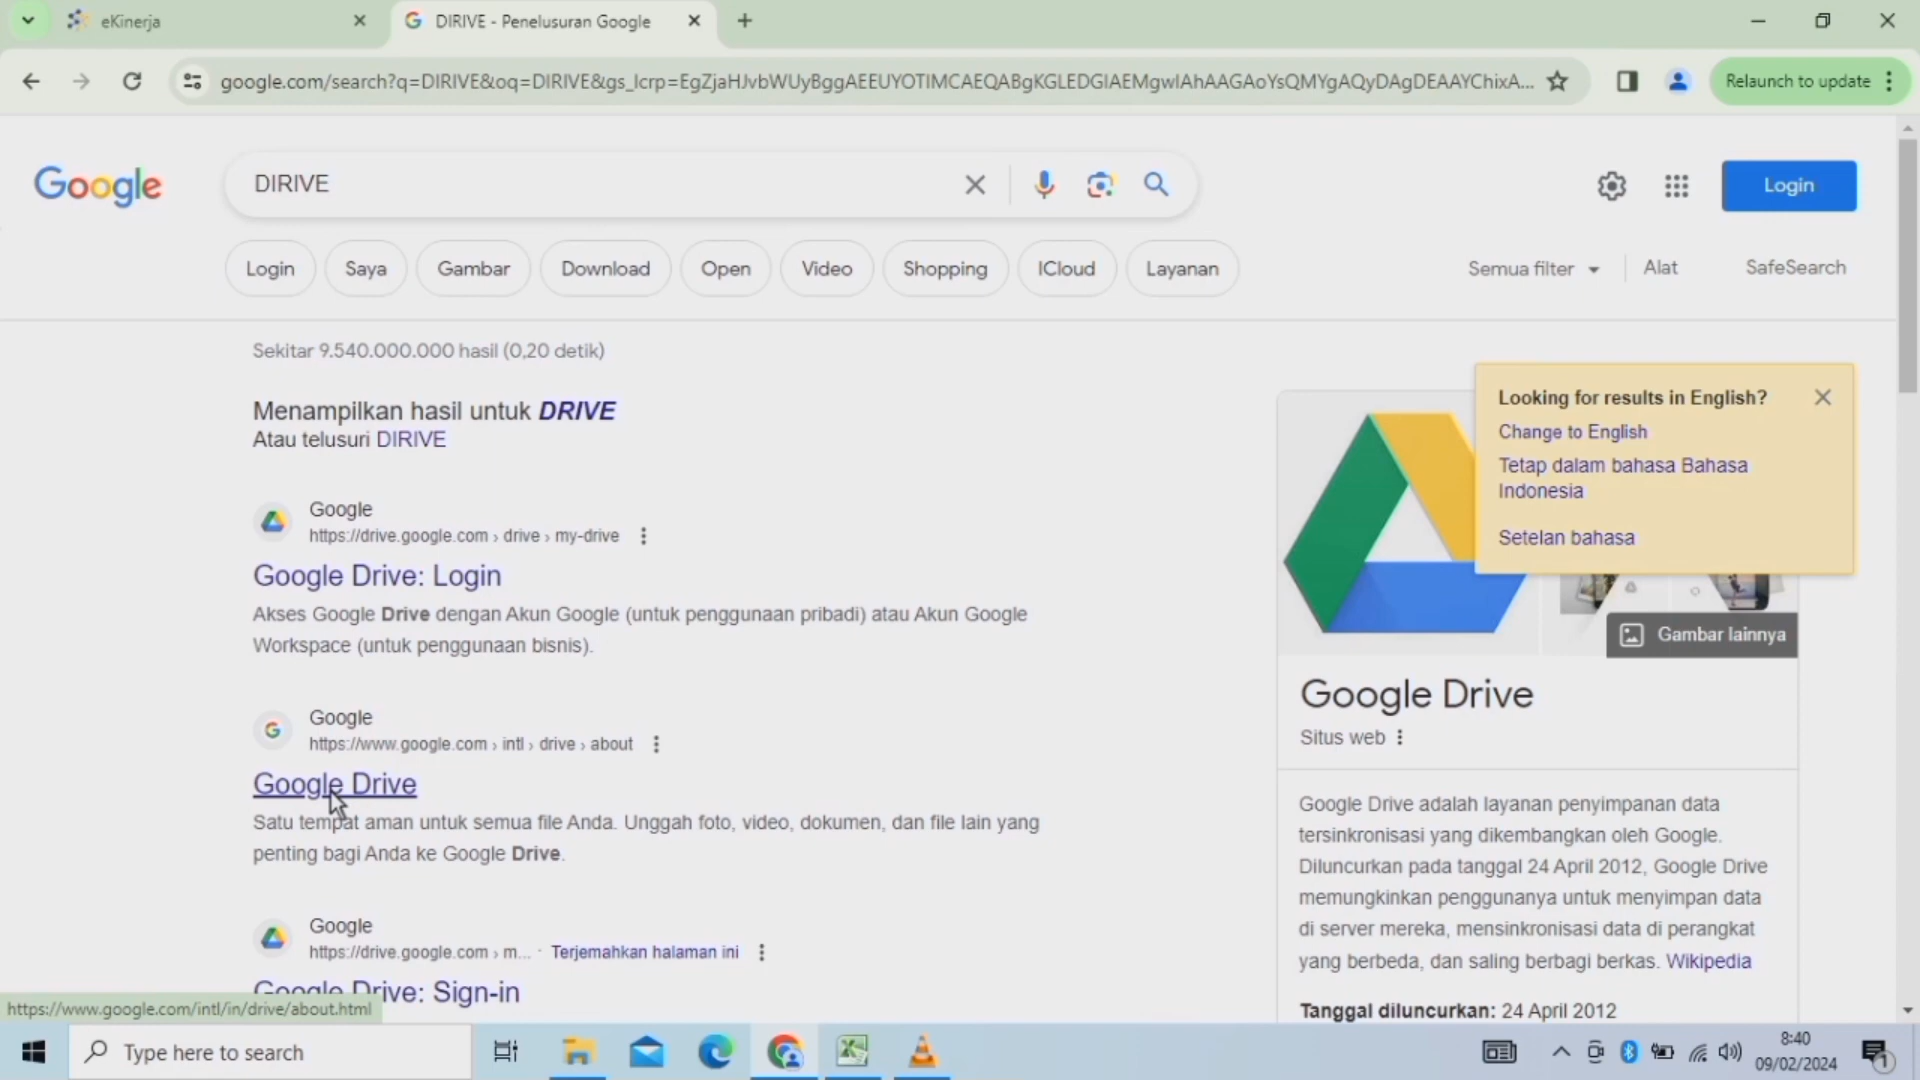 eKinerja
DIRIVE - Penelusuran Google
google.com/search?q=DIRIVE&oq=DIRIVE&gs_lcrp=EgZjaHJvbWUyBggAEEUYOTIMCAEQABgKGLEDGIAEMgwIAhAAGAoYsQMYgAQyDAgDEAAYChixA...
Relaunch to update
Google
DIRIVE
Login
Login
Saya
Gambar
Download
Open
Video
Shopping
ICloud
Layanan
Semua filter
Alat
SafeSearch
Sekitar 9.540.000.000 hasil (0,20 detik)
Menampilkan hasil untuk DRIVE
Atau telusuri DIRIVE
Google
https://drive.google.com › drive › my-drive
Google Drive: Login
Akses Google Drive dengan Akun Google (untuk penggunaan pribadi) atau Akun Google
Workspace (untuk penggunaan bisnis).
Google
https://www.google.com › intl › drive › about
Google Drive
Satu tempat aman untuk semua file Anda. Unggah foto, video, dokumen, dan file lain yang
penting bagi Anda ke Google Drive.
Google
https://drive.google.com › m... · Terjemahkan halaman ini
Google Drive: Sign-in
Looking for results in English?
Change to English
Tetap dalam bahasa Bahasa
Indonesia
Setelan bahasa
Gambar lainnya
Google Drive
Situs web
Google Drive adalah layanan penyimpanan data
tersinkronisasi yang dikembangkan oleh Google.
Diluncurkan pada tanggal 24 April 2012, Google Drive
memungkinkan penggunanya untuk menyimpan data
di server mereka, mensinkronisasi data di perangkat
yang berbeda, dan saling berbagi berkas. Wikipedia
Tanggal diluncurkan: 24 April 2012
https://www.google.com/intl/in/drive/about.html
Type here to search
8:40
09/02/2024
1